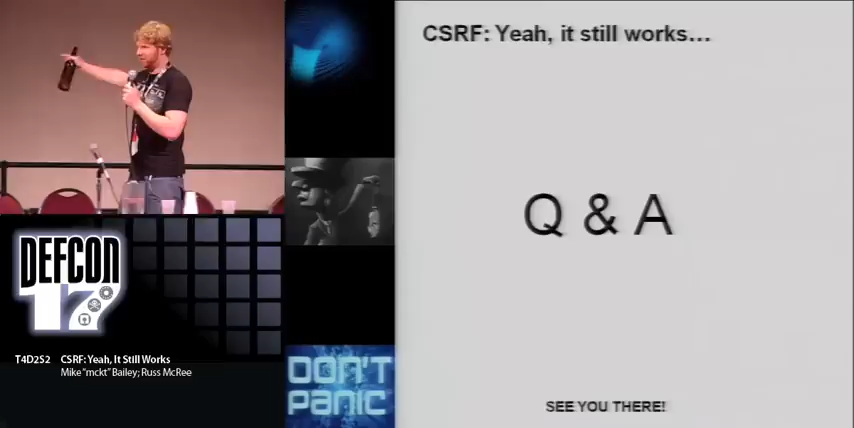 CSRF: Yeah, it still works...
Q & A
SEE YOU THERE!
DEFCON
17
T4D2S2 CSRF: Yeah, It Still Works
Mike "mckt" Bailey; Russ McRee
DON'T
PANIC